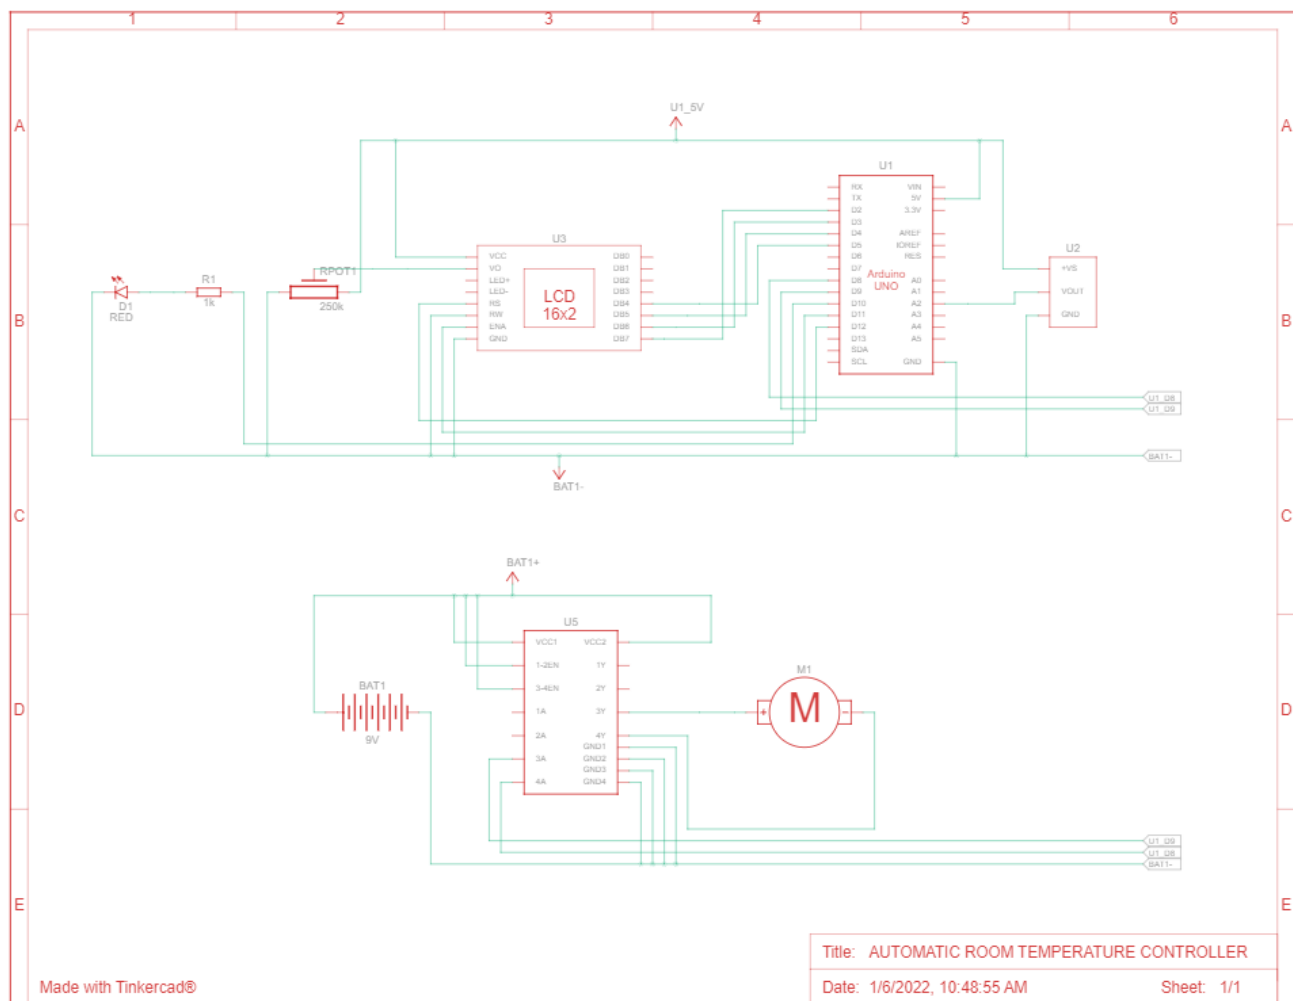 1 2 3 4 5 6
U1_5V
A A
U1
RX VIN
TX 5V
D2 3.3V
D3
D4 AREF
D5 IOREF
D6 RES
D7
D8 A0
D9 A1
D10 A2
D11 A3
D12 A4
D13 A5
SDA
SCL GND
Arduino
UNO
U3
VCC DB0
VO DB1
LED+ DB2
LED- DB3
RS DB4
RW DB5
ENA DB6
GND DB7
LCD
16x2
U2
+VS
VOUT
GND
RPOT1
250k
R1
1k
D1
RED
B B
U1_D8
U1_D9
BAT1-
BAT1-
C C
BAT1+
U5
VCC1 VCC2
1-2EN 1Y
3-4EN 2Y
1A 3Y
2A 4Y
GND1
3A GND2
GND3
4A GND4
M1
M
+ -
BAT1
9V
D D
U1_D9
U1_D8
BAT1-
E E
Title: AUTOMATIC ROOM TEMPERATURE CONTROLLER
Made with Tinkercad®
Date: 1/6/2022, 10:48:55 AM Sheet: 1/1